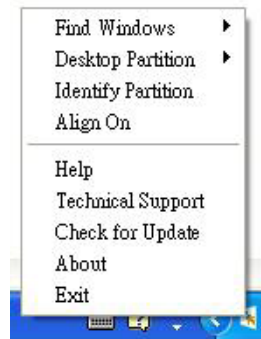 Find Windows
Desktop Partition
Identify Partition
Align On
Help
Technical Support
Check for Update
About
Exit